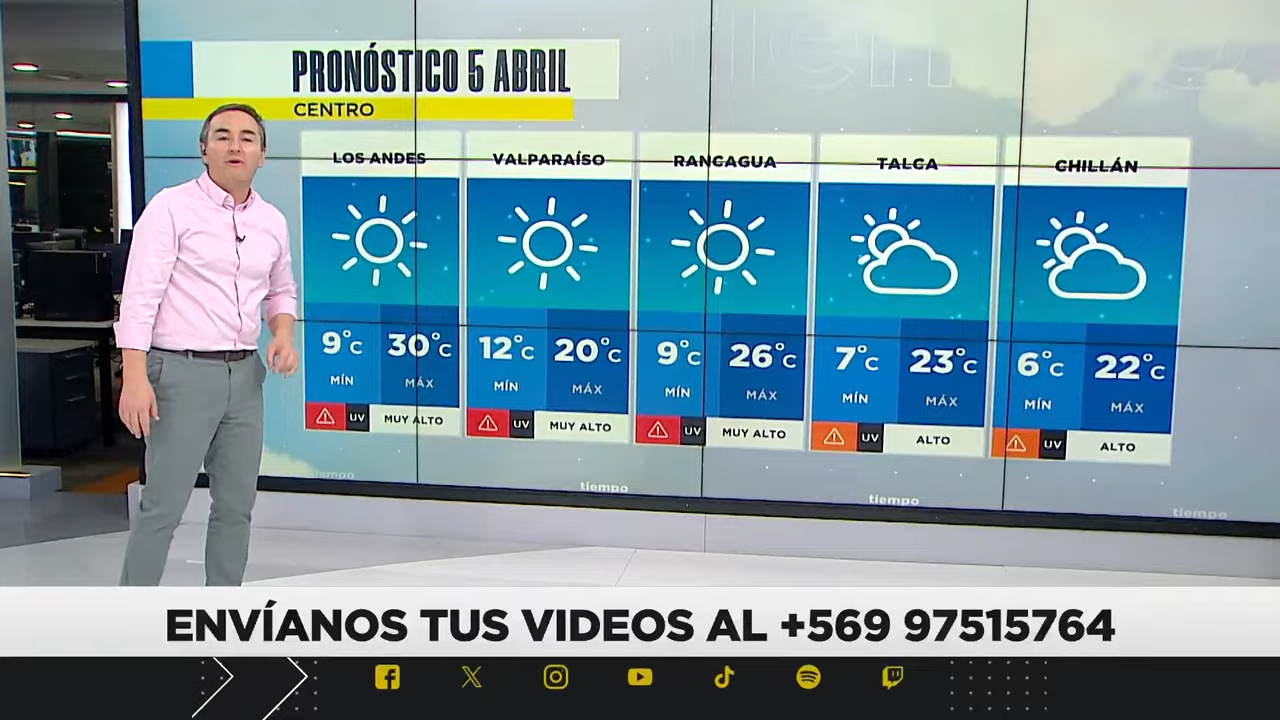 PRONÓSTICO 5 ABRIL
CENTRO
LOS ANDES VALPARAÍSO RANCAGUA TALCA CHILLÁN
9°C 30°C 12°C 20°C 9°C 26°C 7°C 23°C 6°C 22°C
MÍN MÁX MÍN MÁX MÍN MÁX MÍN MÁX MÍN MÁX
UV MUY ALTO UV MUY ALTO UV MUY ALTO UV ALTO UV ALTO
tiempo tiempo tiempo tiempo
ENVÍANOS TUS VIDEOS AL +569 97515764